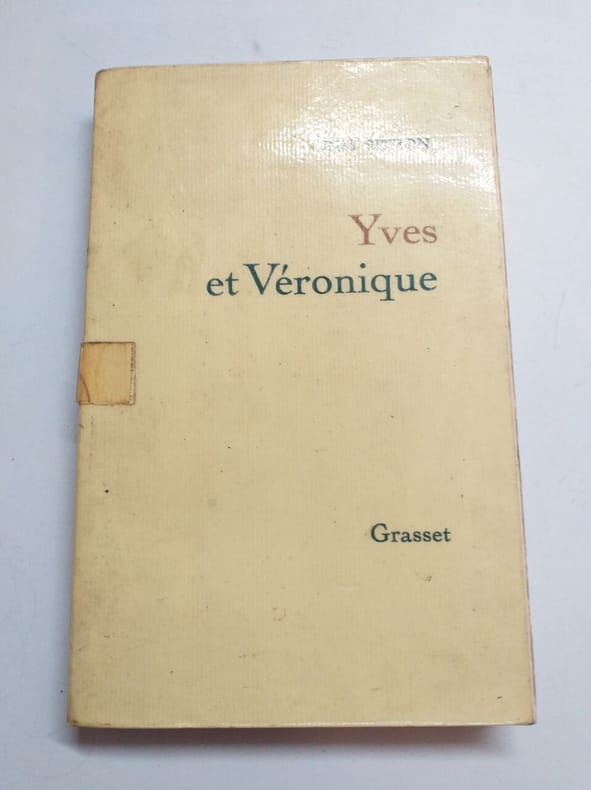 Yves
et Véronique
Grasset